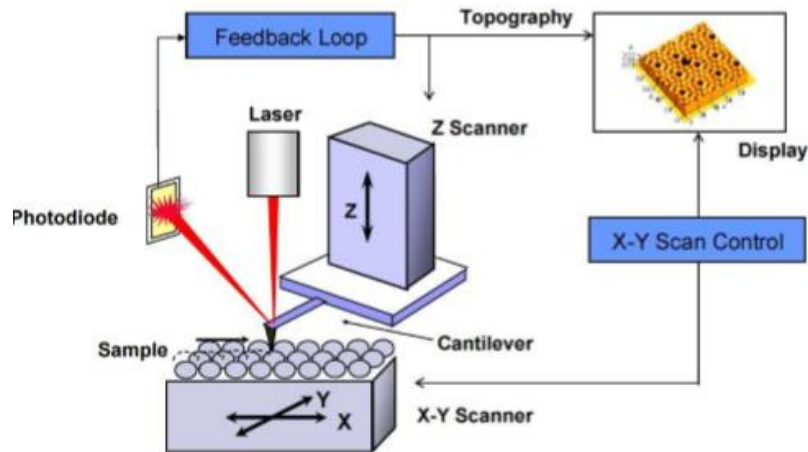 Feedback Loop
Topography
Laser
Z Scanner
Display
Photodiode
Z
X-Y Scan Control
Sample
Cantilever
Y
X
X-Y Scanner